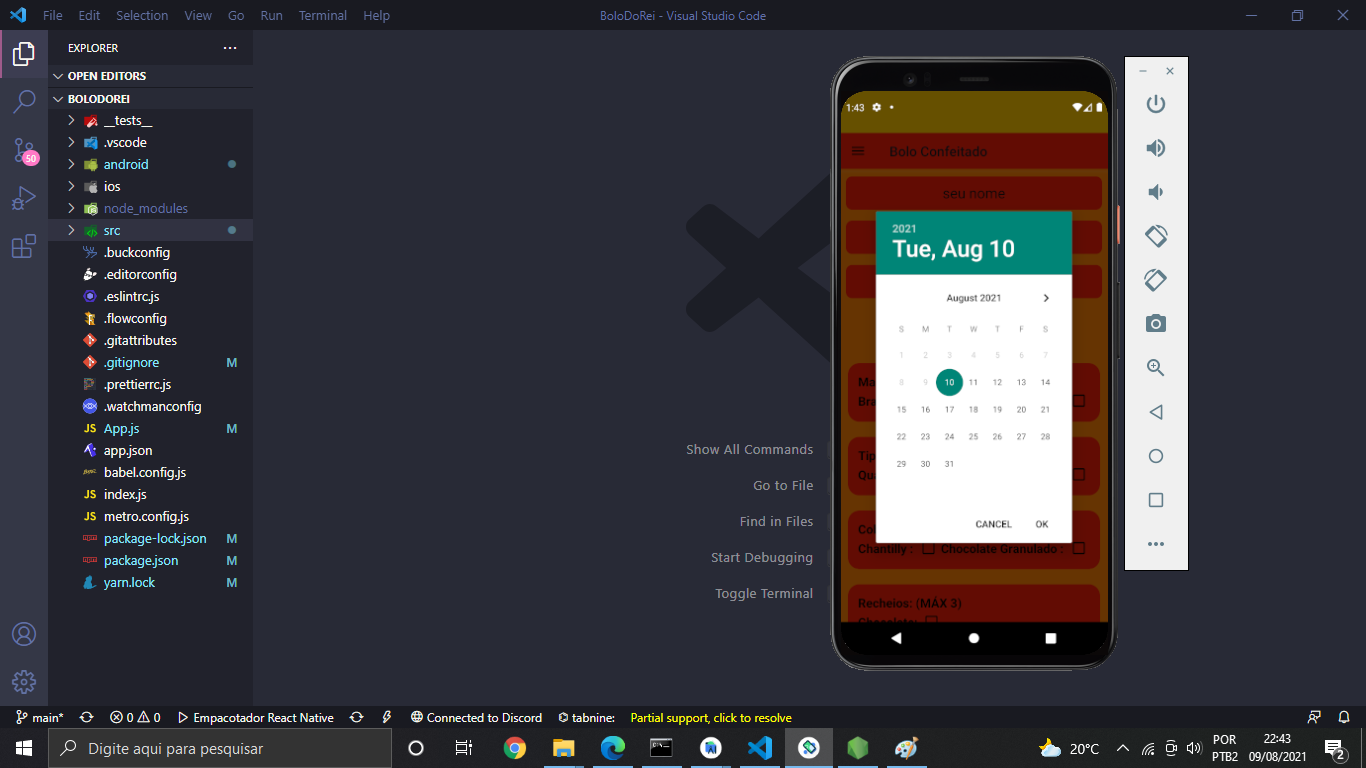 File Edit Selection View Go Run Terminal Help
BoloDoRei - Visual Studio Code
EXPLORER
OPEN EDITORS
BOLODOREI
__tests__
.vscode
android
ios
node_modules
src
.buckconfig
.editorconfig
.eslintrc.js
.flowconfig
.gitattributes
.gitignore M
.prettierrc.js
.watchmanconfig
JS App.js M
app.json
babel.config.js
JS index.js
JS metro.config.js
package-lock.json M
package.json M
yarn.lock M
50
Show All Commands
Go to File
Find in Files
Start Debugging
Toggle Terminal
1:43
Bolo Confeitado
seu nome
2021
Tue, Aug 10
August 2021
S M T W T F S
1 2 3 4 5 6 7
8 9 10 11 12 13 14
15 16 17 18 19 20 21
22 23 24 25 26 27 28
29 30 31
CANCEL OK
Chantilly : Chocolate Granulado :
Recheios: (MÁX 3)
Chocolate:
main* 0 0 Empacotador React Native Connected to Discord tabnine: Partial support, click to resolve
Digite aqui para pesquisar
20°C
POR
PTB2
22:43
09/08/2021
2